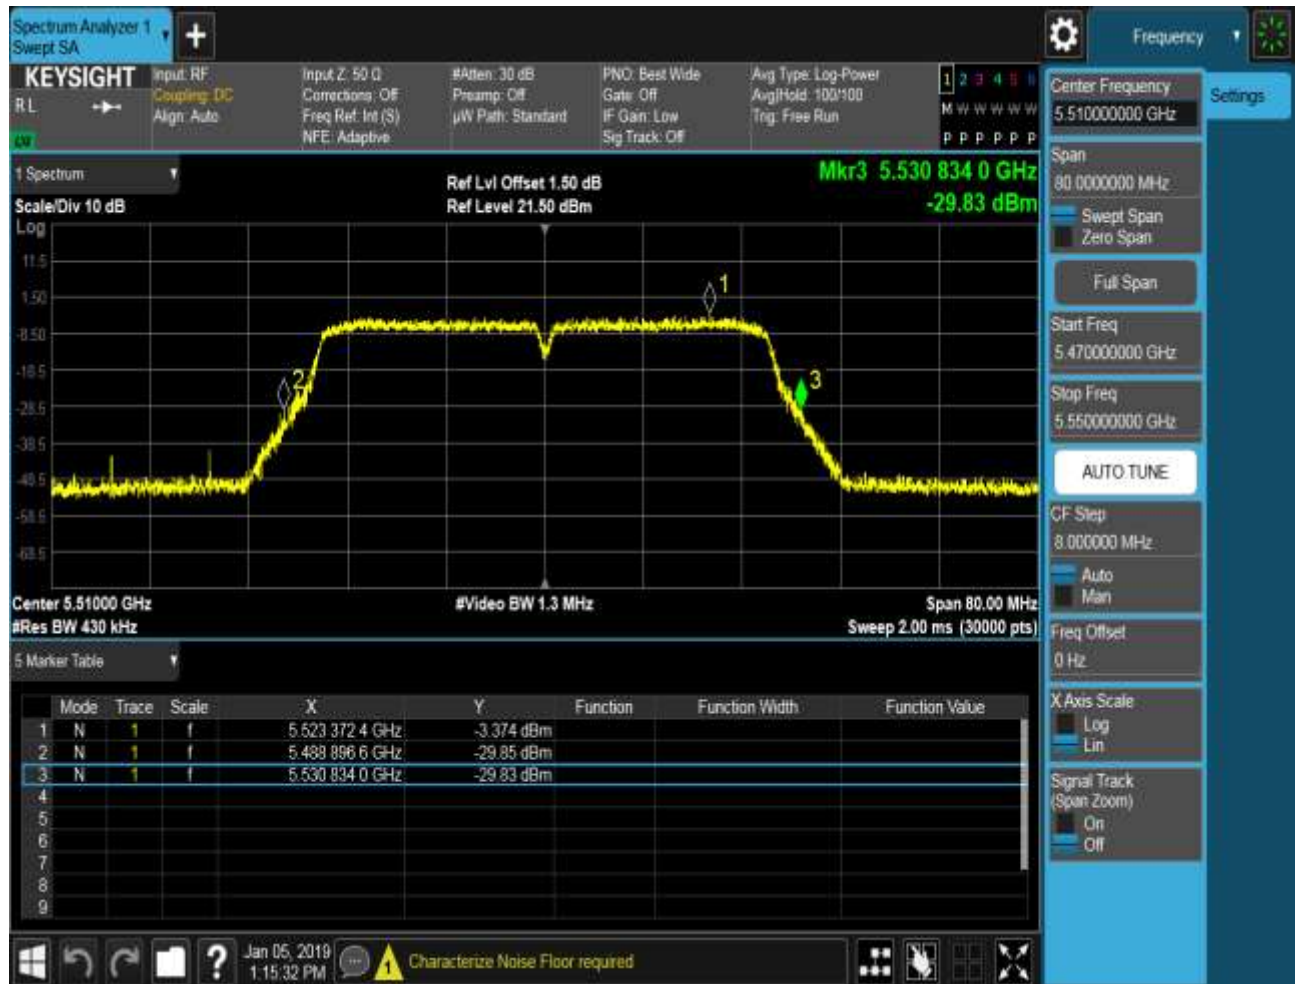 Spectrum Analyzer 1
Swept SA
+
Frequency
KEYSIGHT
RL
Input: RF
Coupling: DC
Align: Auto
Input Z: 50 Ω
Corrections: Off
Freq Ref: Int (S)
NFE: Adaptive
#Atten: 30 dB
Preamp: Off
µW Path: Standard
PNO: Best Wide
Gate: Off
IF Gain: Low
Sig Track: Off
Avg Type: Log-Power
Avg|Hold: 100/100
Trig: Free Run
1 2 3 4 5 6
M W W W W W
P P P P P P
1 Spectrum
Scale/Div 10 dB
Log
Ref Lvl Offset 1.50 dB
Ref Level 21.50 dBm
Mkr3 5.530 834 0 GHz
-29.83 dBm
11.5
1.50
-8.50
-18.5
-28.5
-38.5
-48.5
-58.5
-68.5
1
2
3
Center 5.51000 GHz
#Res BW 430 kHz
#Video BW 1.3 MHz
Span 80.00 MHz
Sweep 2.00 ms (30000 pts)
5 Marker Table
Mode Trace Scale X Y Function Function Width Function Value
1 N 1 f 5.523 372 4 GHz -3.374 dBm
2 N 1 f 5.488 896 6 GHz -29.85 dBm
3 N 1 f 5.530 834 0 GHz -29.83 dBm
4
5
6
7
8
9
Jan 05, 2019
1:15:32 PM
Characterize Noise Floor required
Settings
Center Frequency
5.510000000 GHz
Span
80.0000000 MHz
Swept Span
Zero Span
Full Span
Start Freq
5.470000000 GHz
Stop Freq
5.550000000 GHz
AUTO TUNE
CF Step
8.000000 MHz
Auto
Man
Freq Offset
0 Hz
X Axis Scale
Log
Lin
Signal Track
(Span Zoom)
On
Off